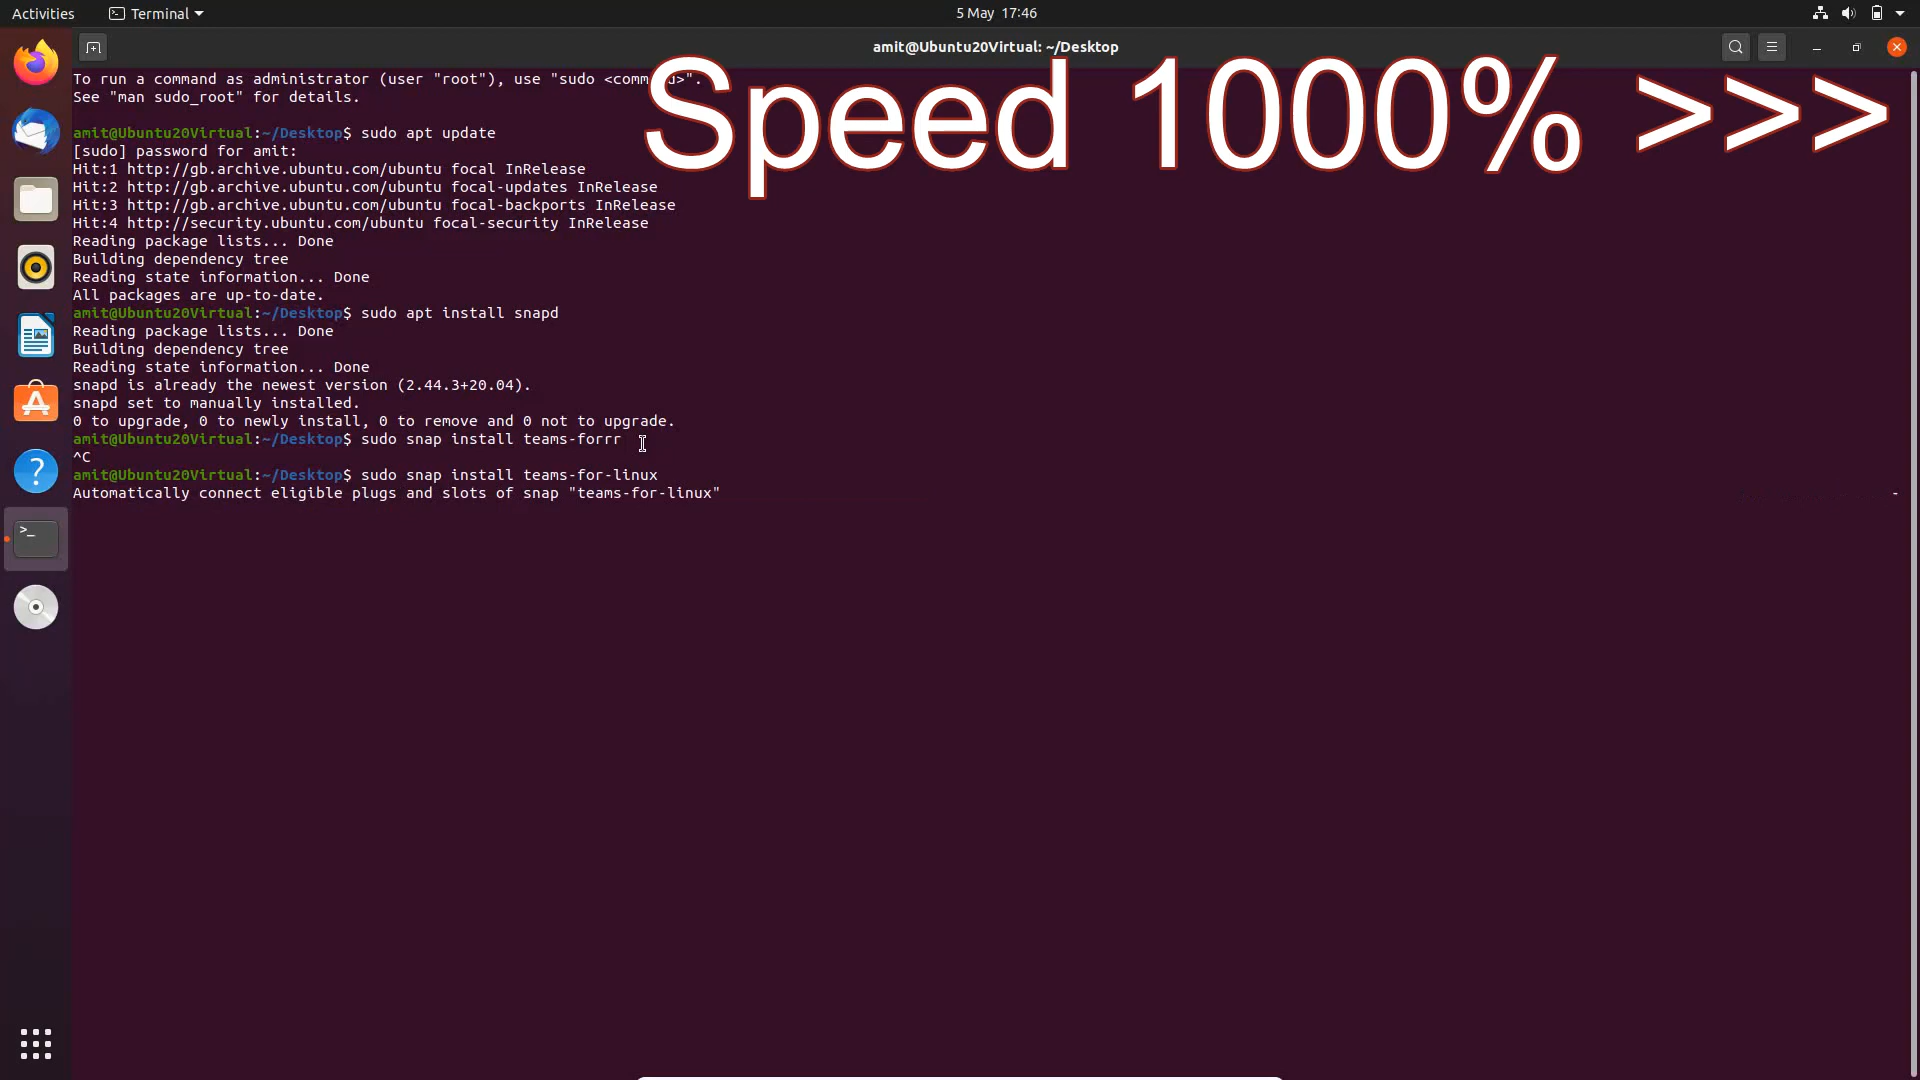 Activities
Terminal
5 May 17:46
amit@Ubuntu20Virtual: ~/Desktop
Speed 1000% >>>
To run a command as administrator (user "root"), use "sudo <comm d>".
See "man sudo_root" for details.
amit@Ubuntu20Virtual:~/Desktop$ sudo apt update
[sudo] password for amit:
Hit:1 http://gb.archive.ubuntu.com/ubuntu focal InRelease
Hit:2 http://gb.archive.ubuntu.com/ubuntu focal-updates InRelease
Hit:3 http://gb.archive.ubuntu.com/ubuntu focal-backports InRelease
Hit:4 http://security.ubuntu.com/ubuntu focal-security InRelease
Reading package lists... Done
Building dependency tree
Reading state information... Done
All packages are up-to-date.
amit@Ubuntu20Virtual:~/Desktop$ sudo apt install snapd
Reading package lists... Done
Building dependency tree
Reading state information... Done
snapd is already the newest version (2.44.3+20.04).
snapd set to manually installed.
0 to upgrade, 0 to newly install, 0 to remove and 0 not to upgrade.
amit@Ubuntu20Virtual:~/Desktop$ sudo snap install teams-forrr
^C
amit@Ubuntu20Virtual:~/Desktop$ sudo snap install teams-for-linux
Automatically connect eligible plugs and slots of snap "teams-for-linux" -